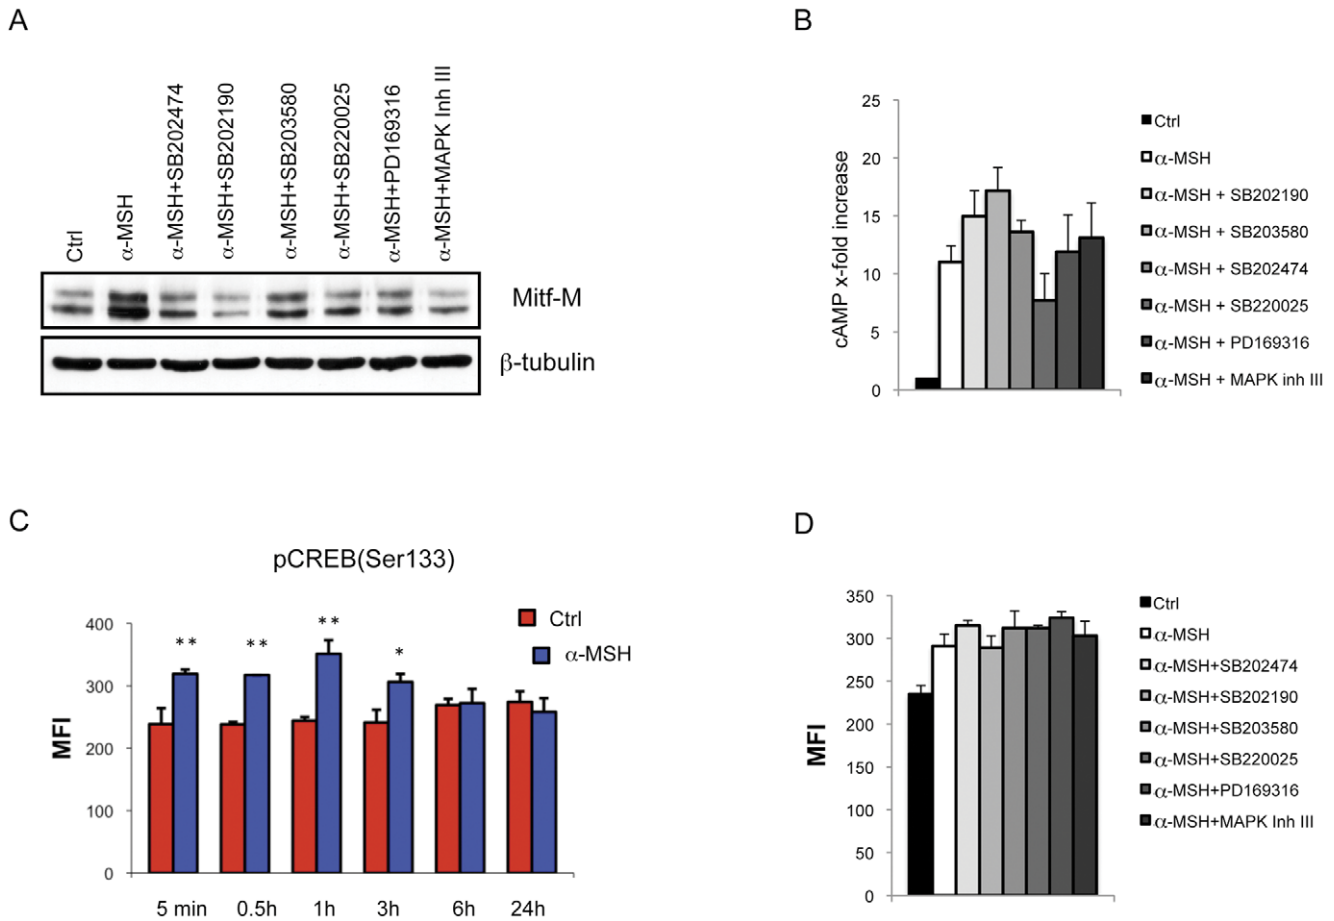 A
Ctrl
α-MSH
α-MSH+SB202474
α-MSH+SB202190
α-MSH+SB203580
α-MSH+SB220025
α-MSH+PD169316
α-MSH+MAPK Inh III
Mitf-M
β-tubulin
B
cAMP x-fold increase
25
20
15
10
5
0
Ctrl
α-MSH
α-MSH + SB202190
α-MSH + SB203580
α-MSH + SB202474
α-MSH + SB220025
α-MSH + PD169316
α-MSH + MAPK inh III
C
pCREB(Ser133)
MFI
400
300
200
100
0
**
**
**
*
Ctrl
α-MSH
5 min 0.5h 1h 3h 6h 24h
D
MFI
350
300
250
200
150
100
50
0
Ctrl
α-MSH
α-MSH+SB202474
α-MSH+SB202190
α-MSH+SB203580
α-MSH+SB220025
α-MSH+PD169316
α-MSH+MAPK Inh III